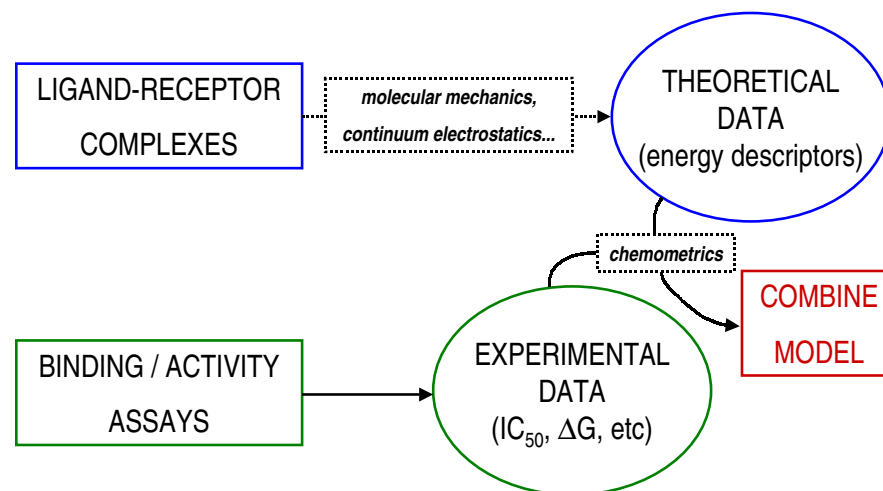 LIGAND-RECEPTOR
COMPLEXES
molecular mechanics,
continuum electrostatics...
THEORETICAL
DATA
(energy descriptors)
chemometrics
COMBINE
MODEL
BINDING / ACTIVITY
ASSAYS
EXPERIMENTAL
DATA
(IC₅₀, ΔG, etc)